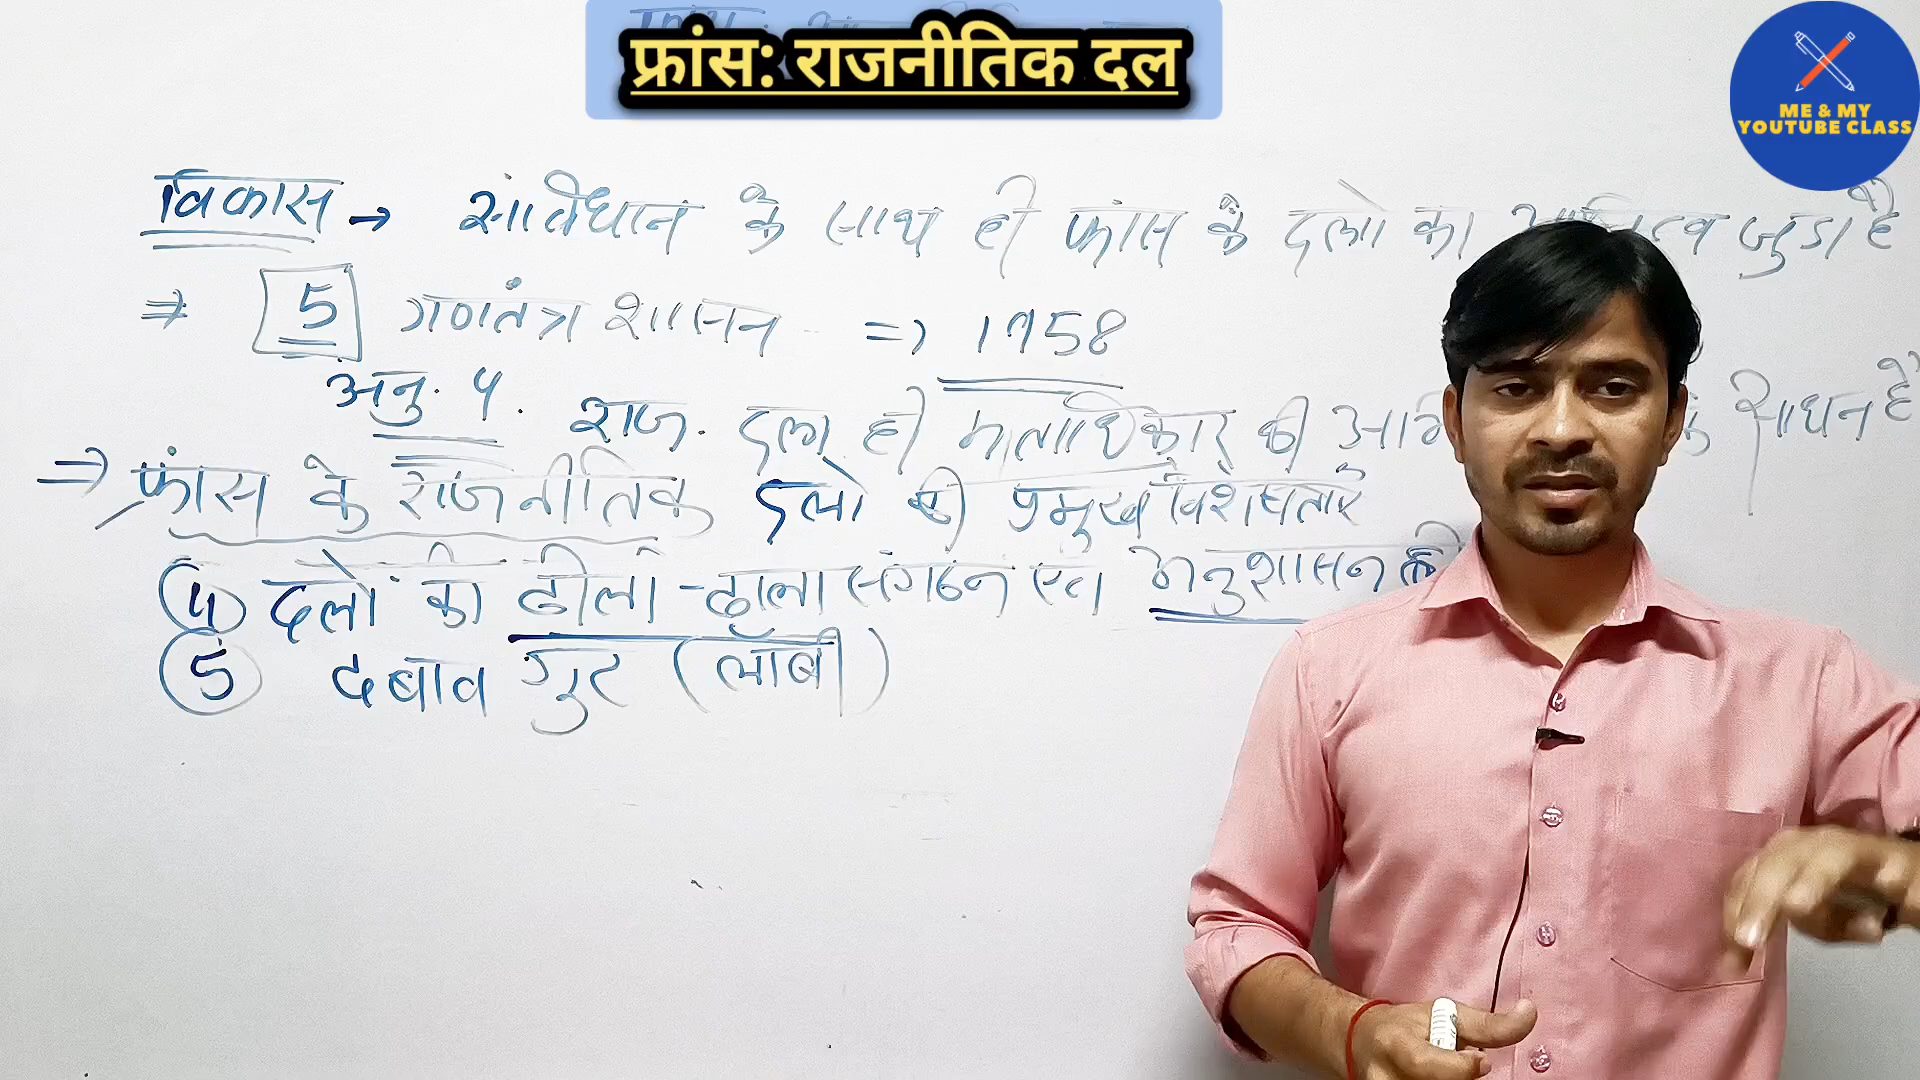 फ्रांस: राजनीतिक दल
ME & MY
YOUTUBE CLASS
विकास → संविधान के साथ ही फ्रांस के दलों का जुडा है
⇒ 5 गणतंत्र शासन => 1958
अनु. 4. राज. दल ही मताधिकार की के साधन है
⇒ फ्रांस के राजनीतिक दलों की प्रमुख विशेषताएं
4 दलों का ढीला - ढाला संगठन एवं अनुशासन की
5 दबाव गुट (लॉबी)